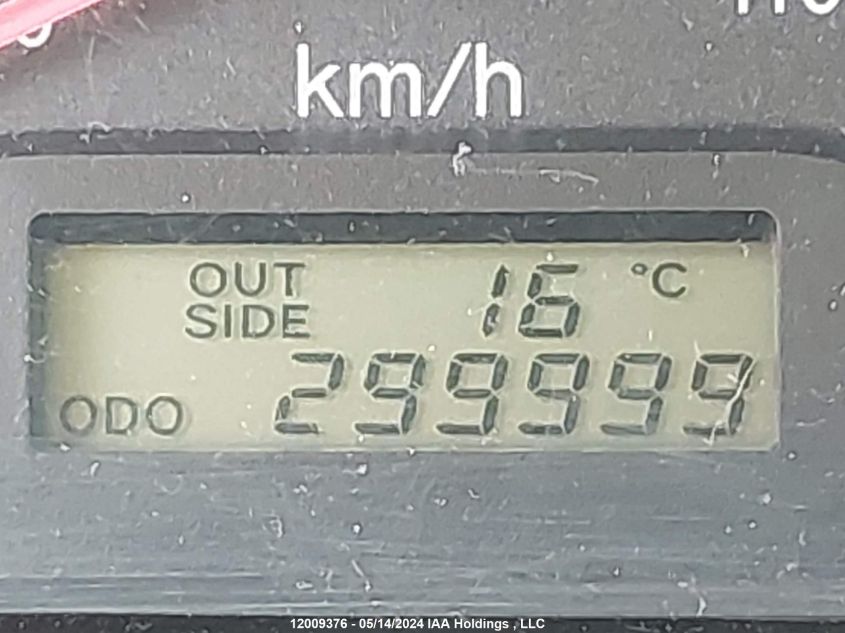 km/h
OUT SIDE 16 °C
ODO 299999
12009376 - 05/14/2024 IAA Holdings , LLC